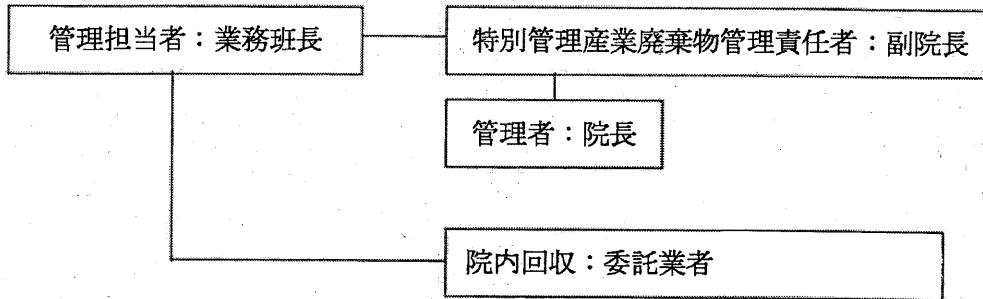 管理担当者：業務班長
特別管理産業廃棄物管理責任者：副院長
管理者：院長
院内回収：委託業者